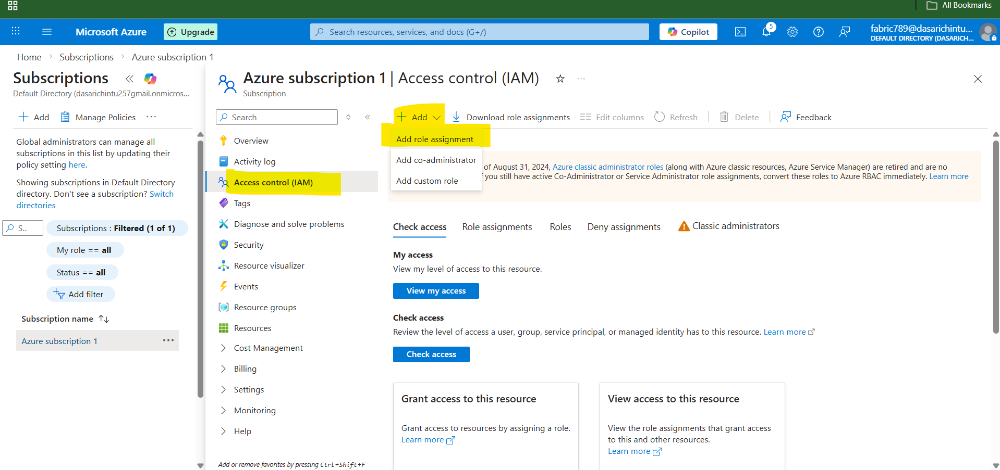 All Bookmarks
Microsoft Azure
Upgrade
Search resources, services, and docs (G+/)
Copilot
5
fabric789@dasarichintu...
DEFAULT DIRECTORY (DASARICH...
Home > Subscriptions > Azure subscription 1
Subscriptions
Default Directory (dasarichintu257gmail.onmicros...
Add
Manage Policies
Global administrators can manage all
subscriptions in this list by updating their
policy setting here.
Showing subscriptions in Default Directory
directory. Don't see a subscription? Switch
directories
S..
Subscriptions : Filtered (1 of 1)
My role == all
Status == all
Add filter
Subscription name
Azure subscription 1
Azure subscription 1 | Access control (IAM)
Subscription
Search
Overview
Activity log
Access control (IAM)
Tags
Diagnose and solve problems
Security
Resource visualizer
Events
Resource groups
Resources
Cost Management
Billing
Settings
Monitoring
Help
Add or remove favorites by pressing Ctrl+Shift+F
Add
Download role assignments
Edit columns
Refresh
Delete
Feedback
Add role assignment
Add co-administrator
Add custom role
of August 31, 2024, Azure classic administrator roles (along with Azure classic resources, Azure Service Manager) are retired and are no
you still have active Co-Administrator or Service Administrator role assignments, convert these roles to Azure RBAC immediately. Learn more
Check access
Role assignments
Roles
Deny assignments
Classic administrators
My access
View my level of access to this resource.
View my access
Check access
Review the level of access a user, group, service principal, or managed identity has to this resource. Learn more
Check access
Grant access to this resource
Grant access to resources by assigning a role.
Learn more
View access to this resource
View the role assignments that grant access
to this and other resources.
Learn more